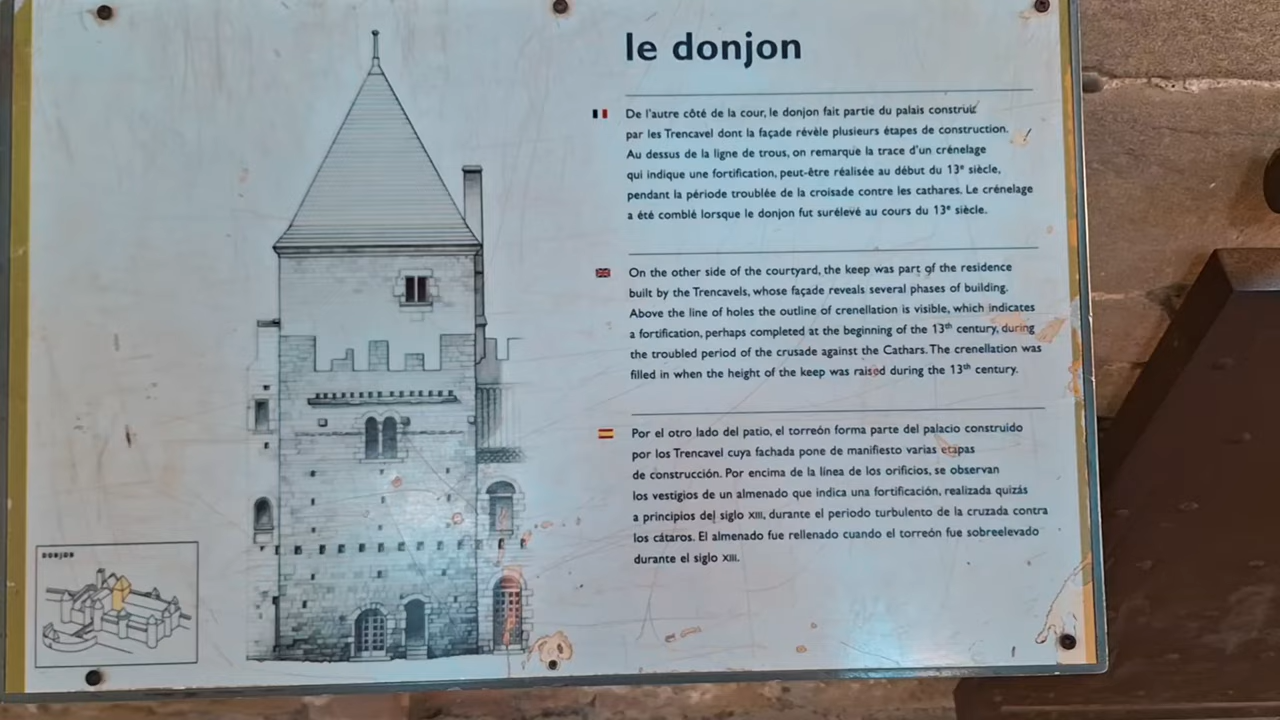 le donjon
De l'autre côté de la cour, le donjon fait partie du palais construit
par les Trencavel dont la façade révèle plusieurs étapes de construction.
Au dessus de la ligne de trous, on remarque la trace d'un crénelage
qui indique une fortification, peut-être réalisée au début du 13e siècle,
pendant la période troublée de la croisade contre les cathares. Le crénelage
a été comblé lorsque le donjon fut surélevé au cours du 13e siècle.
On the other side of the courtyard, the keep was part of the residence
built by the Trencavels, whose façade reveals several phases of building.
Above the line of holes the outline of crenellation is visible, which indicates
a fortification, perhaps completed at the beginning of the 13th century, during
the troubled period of the crusade against the Cathars. The crenellation was
filled in when the height of the keep was raised during the 13th century.
Por el otro lado del patio, el torreón forma parte del palacio construido
por los Trencavel cuya fachada pone de manifiesto varias etapas
de construcción. Por encima de la línea de los orificios, se observan
los vestigios de un almenado que indica una fortificación, realizada quizás
a principios del siglo XIII, durante el periodo turbulento de la cruzada contra
los cátaros. El almenado fue rellenado cuando el torreón fue sobreelevado
durante el siglo XIII.
DONJON